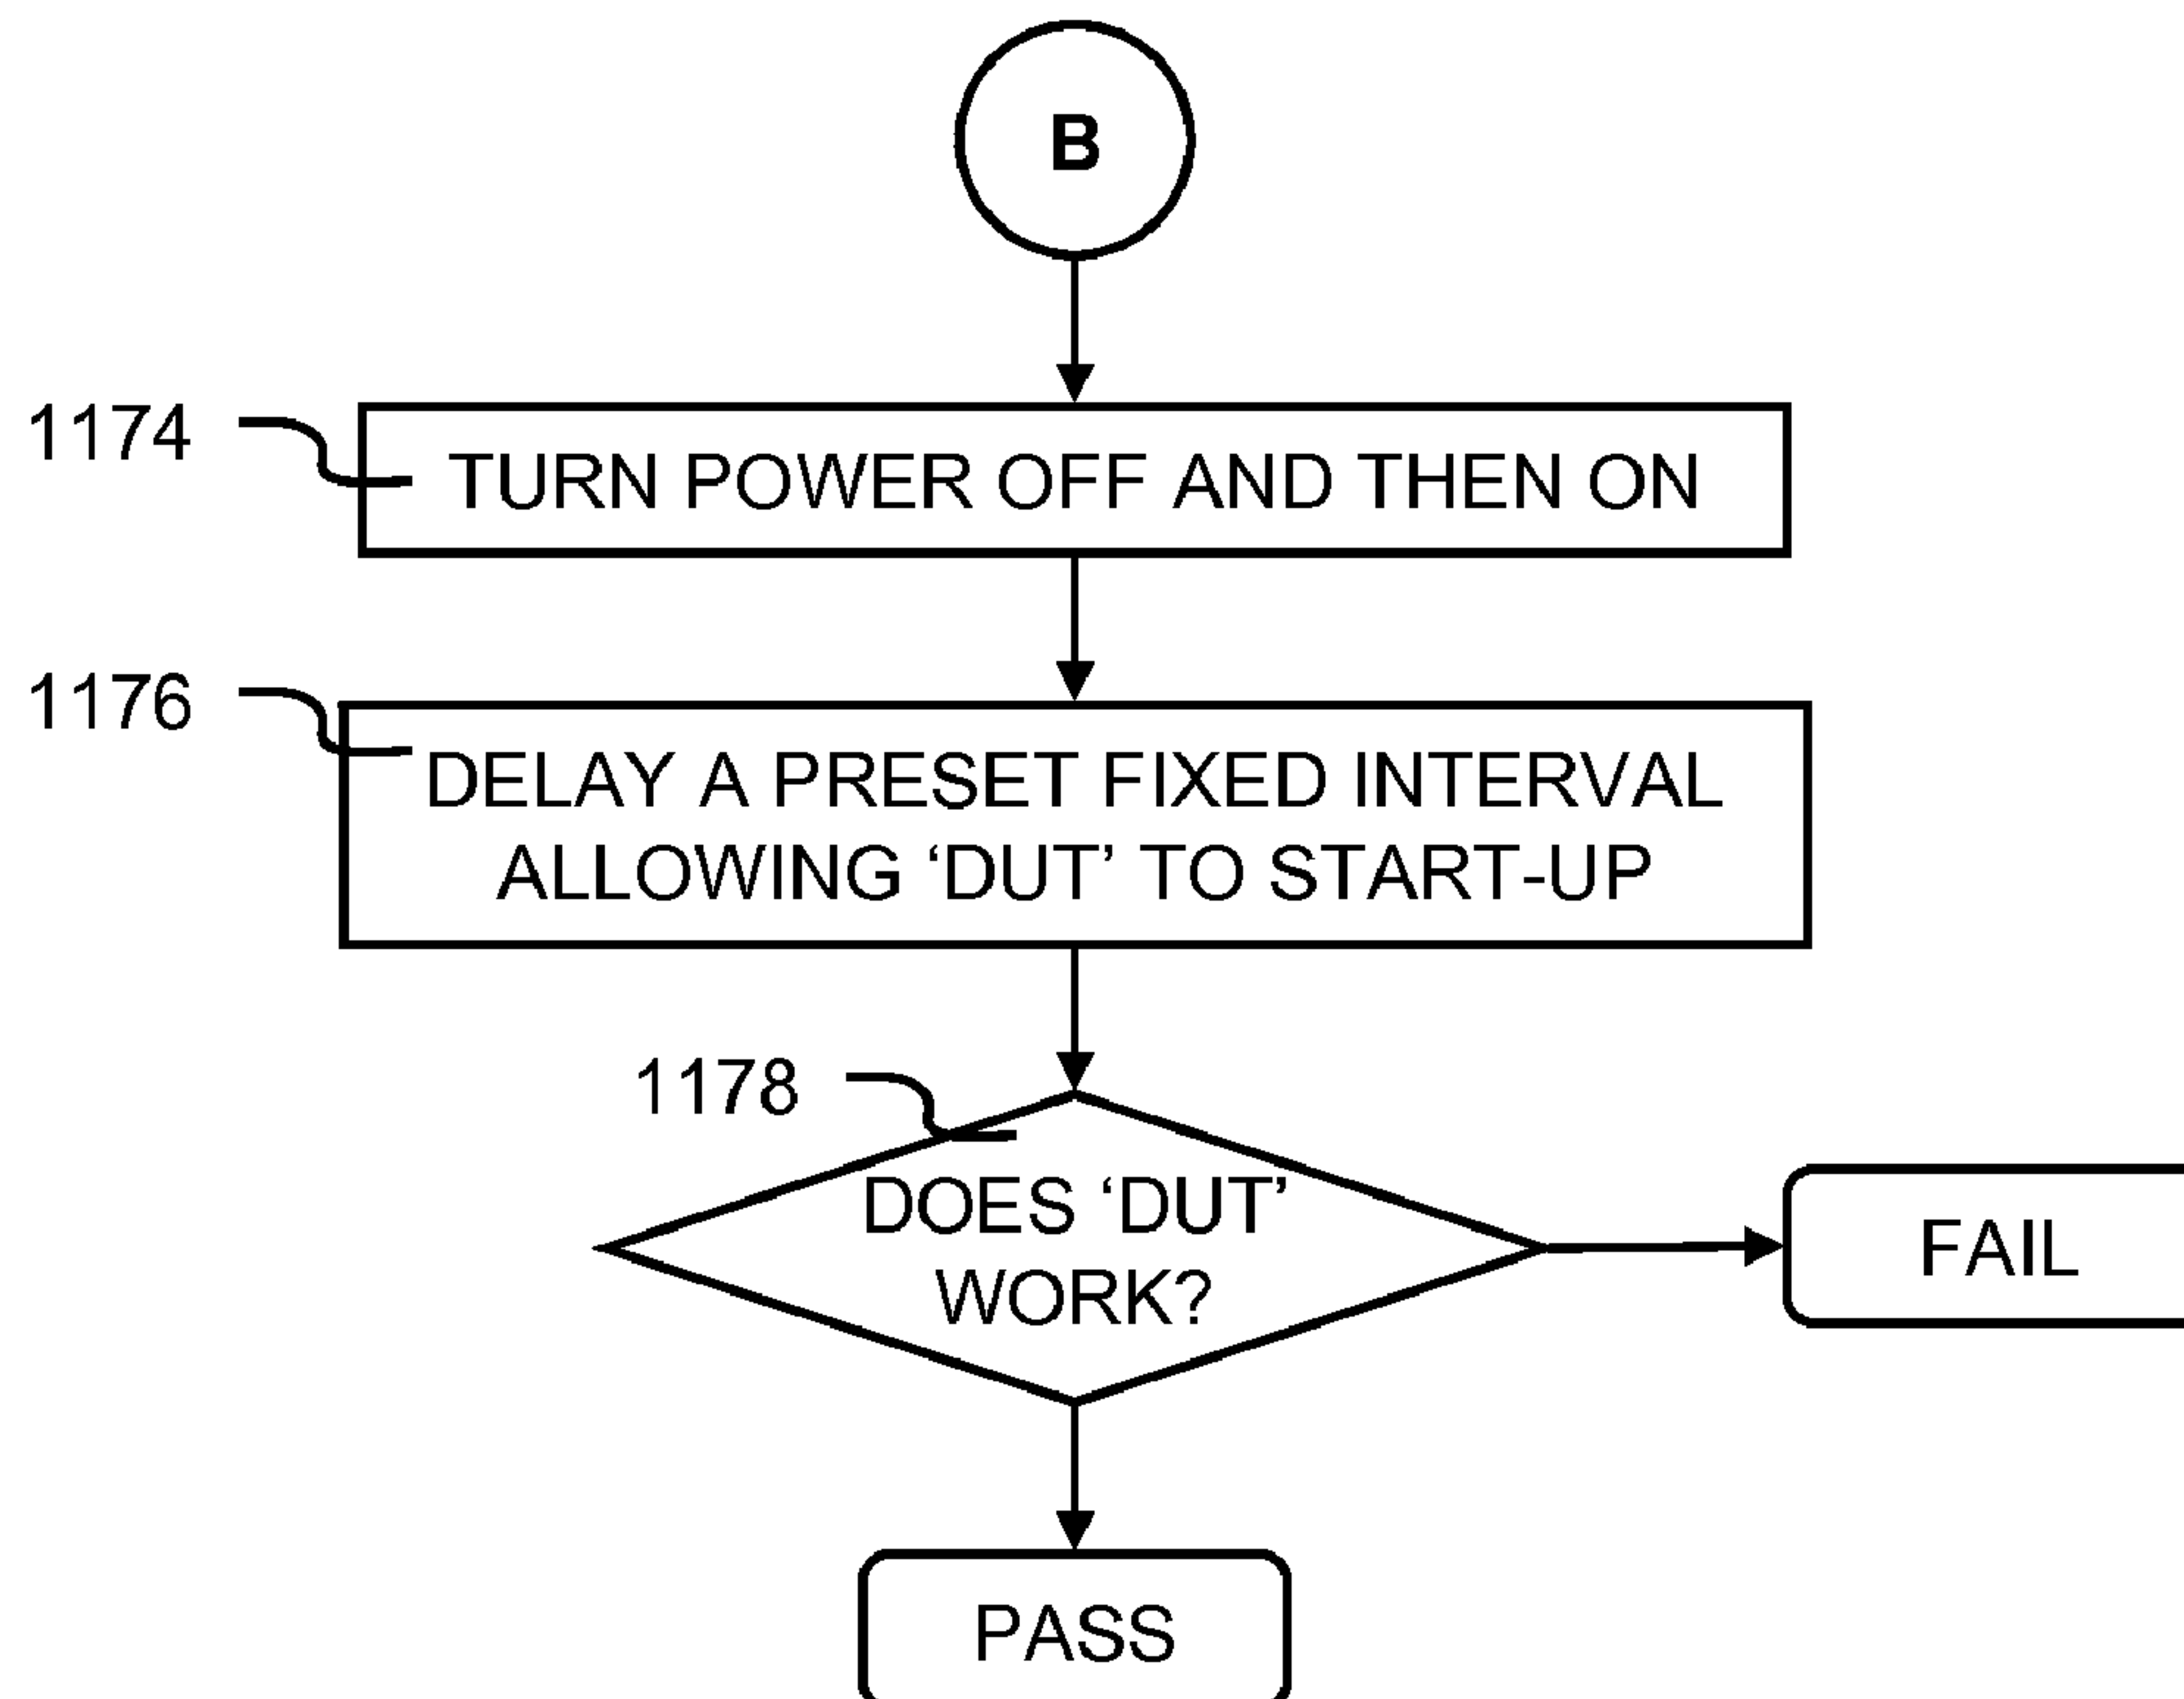 B
1174
TURN POWER OFF AND THEN ON
1176
DELAY A PRESET FIXED INTERVAL
ALLOWING ‘DUT’ TO START-UP
1178
DOES ‘DUT’
WORK?
FAIL
PASS